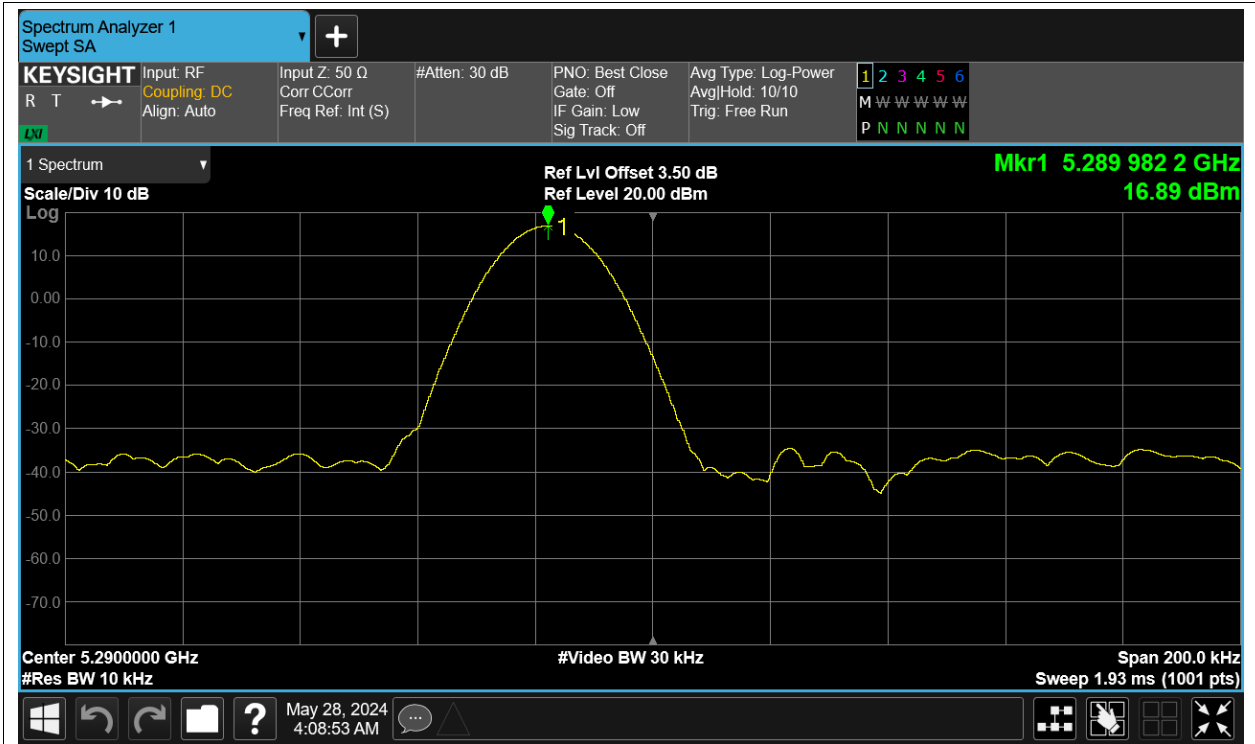 Spectrum Analyzer 1
Swept SA
KEYSIGHT
R T
LXI
Input: RF
Coupling: DC
Align: Auto
Input Z: 50 Ω
Corr CCorr
Freq Ref: Int (S)
#Atten: 30 dB
PNO: Best Close
Gate: Off
IF Gain: Low
Sig Track: Off
Avg Type: Log-Power
Avg|Hold: 10/10
Trig: Free Run
1 2 3 4 5 6
M W W W W W
P N N N N N
1 Spectrum
Scale/Div 10 dB
Log
Ref Lvl Offset 3.50 dB
Ref Level 20.00 dBm
Mkr1 5.289 982 2 GHz
16.89 dBm
1
10.0
0.00
-10.0
-20.0
-30.0
-40.0
-50.0
-60.0
-70.0
Center 5.2900000 GHz
#Res BW 10 kHz
#Video BW 30 kHz
Span 200.0 kHz
Sweep 1.93 ms (1001 pts)
?
May 28, 2024
4:08:53 AM